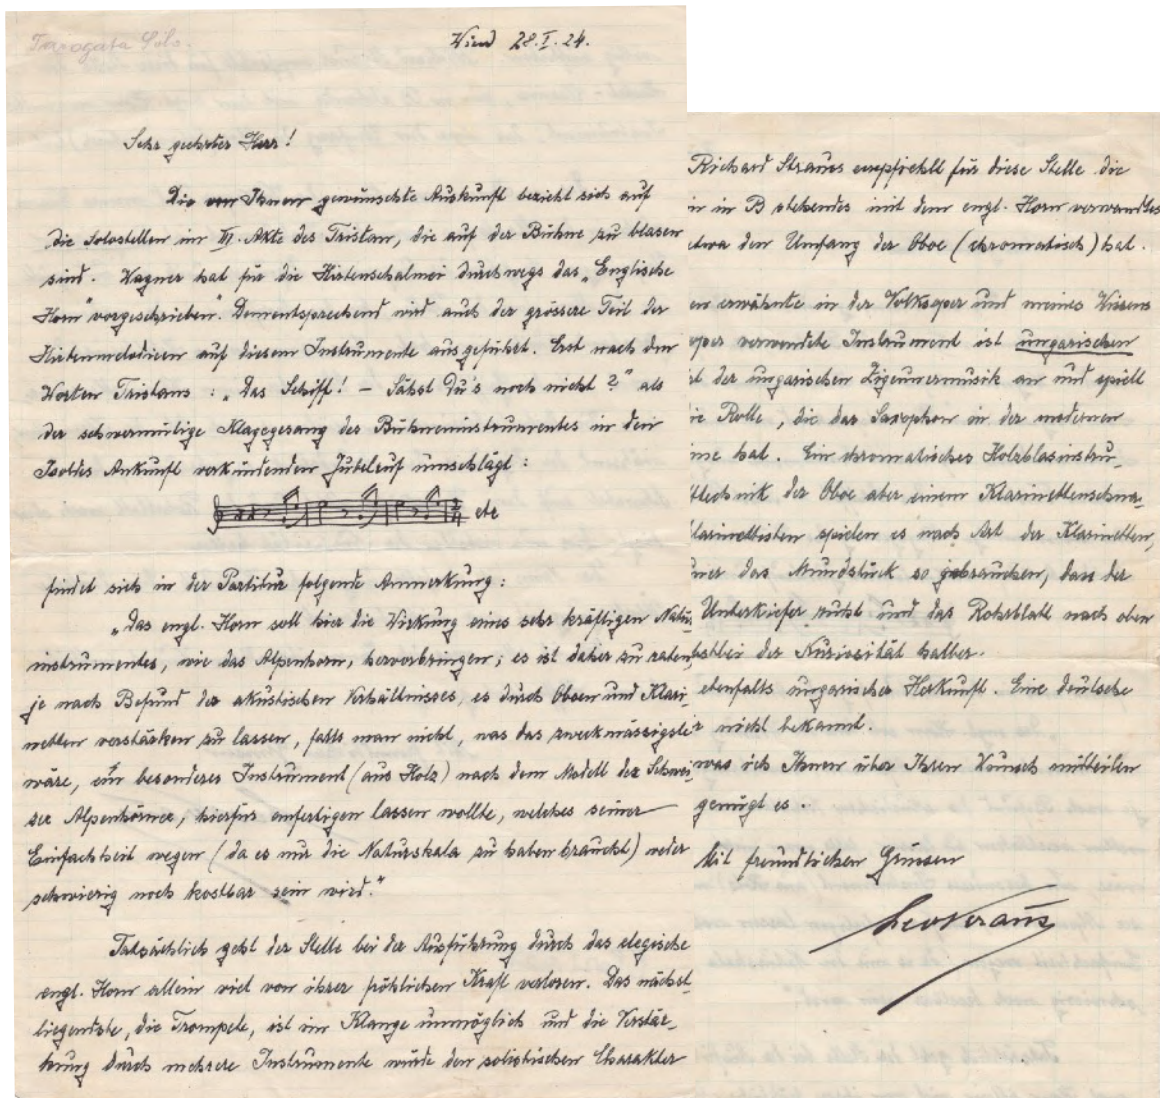 Tarogata Solo.
Wien 28.I.24.
Sehr geehrter Herr!
Die von Ihnen gewünschte Auskunft bezieht sich auf
die Solostellen im III. Akte des Tristan, die auf der Bühne zu blasen
sind. Wagner hat für die Hirtenschalmei durchwegs das „Englische
Horn" vorgeschrieben. Dementsprechend wird auch der grössere Teil der
Hirtenmelodieen auf diesem Instrumente ausgeführt. Erst nach den
Worten Tristans: „Das Schiff! – Sähst Du's noch nicht?" als
der schwermütige Klagegesang des Bühneninstrumentes in den
Isoldes Ankunft verkündenden Jubelruf umschlägt:
etc
findet sich in der Partitur folgende Anmerkung:
„Das engl. Horn soll hier die Wirkung eines sehr kräftigen Natur-
instrumentes, wie das Alpenhorn, hervorbringen; es ist daher zu raten,
je nach Befund des akustischen Verhältnisses, es durch Oboen und Klari-
netten verstärken zu lassen, falls man nicht, was das zweckmässigste
wäre, ein besonderes Instrument (aus Holz) nach dem Modell der Schwei-
zer Alpenhörner, hierfür anfertigen lassen wollte, welches seiner
Einfachheit wegen (da es nur die Naturskala zu haben braucht) weder
schwierig noch kostbar sein wird."
Tatsächlich geht der Stelle bei der Ausführung durch das elegische
engl. Horn allein viel von ihrer fröhlichen Kraft verloren. Das nächst-
liegendste, die Trompete, ist im Klange unmöglich und die Verstär-
kung durch mehrere Instrumente würde den solistischen Charakter
Richard Strauss empfiehlt für diese Stelle die
in B stehendes mit dem engl. Horn verwandtes
etwa den Umfang der Oboe (chromatisch) hat.
erwähnte in der Volksoper und meines Wissens
verwendete Instrument ist ungarischen
der ungarischen Zigeunermusik an und spielt
die Rolle, die das Saxophon in der modernen
hat. Ein chromatisches Holzblasinstru-
der Oboe aber einem Klarinettenschna-
spielen es nach Art der Klarinetten,
das Mundstück so gebrauchen, dass der
Unterkiefer ruht und das Rohrblatt nach oben
der Kuriosität halber.
ebenfalls ungarischer Herkunft. Eine deutsche
nicht bekannt.
was ich Ihnen über Ihren Wunsch mitteilen
genügt es.
Mit freundlichen Grüssen
Leo Kraus